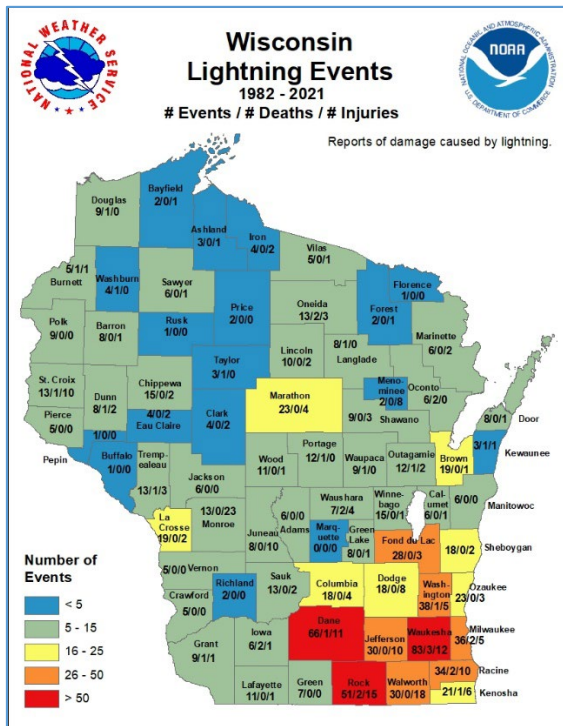 NATIONAL WEATHER SERVICE
Wisconsin
Lightning Events
1982 - 2021
# Events / # Deaths / # Injuries
NATIONAL OCEANIC AND ATMOSPHERIC ADMINISTRATION
NOAA
U.S. DEPARTMENT OF COMMERCE
Reports of damage caused by lightning.
Douglas
9/1/0
Bayfield
2/0/1
Ashland
3/0/1
Iron
4/0/2
Vilas
5/0/1
5/1/1
Burnett
Washburn
4/1/0
Sawyer
6/0/1
Price
2/0/0
Oneida
13/2/3
Forest
2/0/1
Florence
1/0/0
Marinette
6/0/2
Polk
9/0/0
Barron
8/0/1
Rusk
1/0/0
Taylor
3/1/0
Lincoln
10/0/2
8/1/0
Langlade
Meno-
minee
2/0/8
Oconto
6/2/0
St. Croix
13/1/10
Dunn
8/1/2
Chippewa
15/0/2
Marathon
23/0/4
9/0/3
Shawano
8/0/1
Door
Pierce
5/0/0
1/0/0
Pepin
4/0/2
Eau Claire
Clark
4/0/2
Buffalo
1/0/0
Tremp-
ealeau
13/1/3
Jackson
6/0/0
Wood
11/0/1
Portage
12/1/0
Waupaca
9/1/0
Outagamie
12/1/2
Brown
19/0/1
3/1/1
Kewaunee
La
Crosse
19/0/2
13/0/23
Monroe
Juneau
8/0/10
6/0/0
Adams
Waushara
7/2/4
Winne-
bago
15/0/1
Cal-
umet
6/0/1
6/0/0
Manitowoc
Mar-
quette
0/0/0
Green
Lake
8/0/1
Fond du Lac
28/0/3
18/0/2
Sheboygan
5/0/0
Vernon
Crawford
5/0/0
Richland
2/0/0
Sauk
13/0/2
Columbia
18/0/4
Dodge
18/0/8
Wash-
ington
38/1/5
Ozaukee
23/0/3
Grant
9/1/1
Iowa
6/2/1
Dane
66/1/11
Jefferson
30/0/10
Waukesha
83/3/12
Milwaukee
36/2/5
Lafayette
11/0/1
Green
7/0/0
Rock
51/2/15
Walworth
30/0/18
34/2/10
Racine
21/1/6
Kenosha
Number of
Events
< 5
5 - 15
16 - 25
26 - 50
> 50